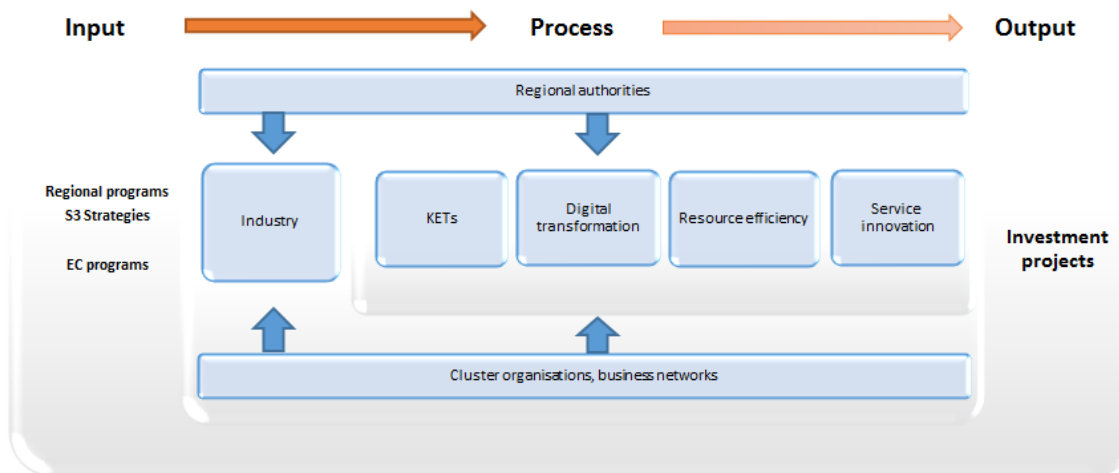 Input
Process
Output
Regional authorities
Regional programs
S3 Strategies
EC programs
Industry
KETs
Digital
transformation
Resource efficiency
Service
innovation
Investment
projects
Cluster organisations, business networks